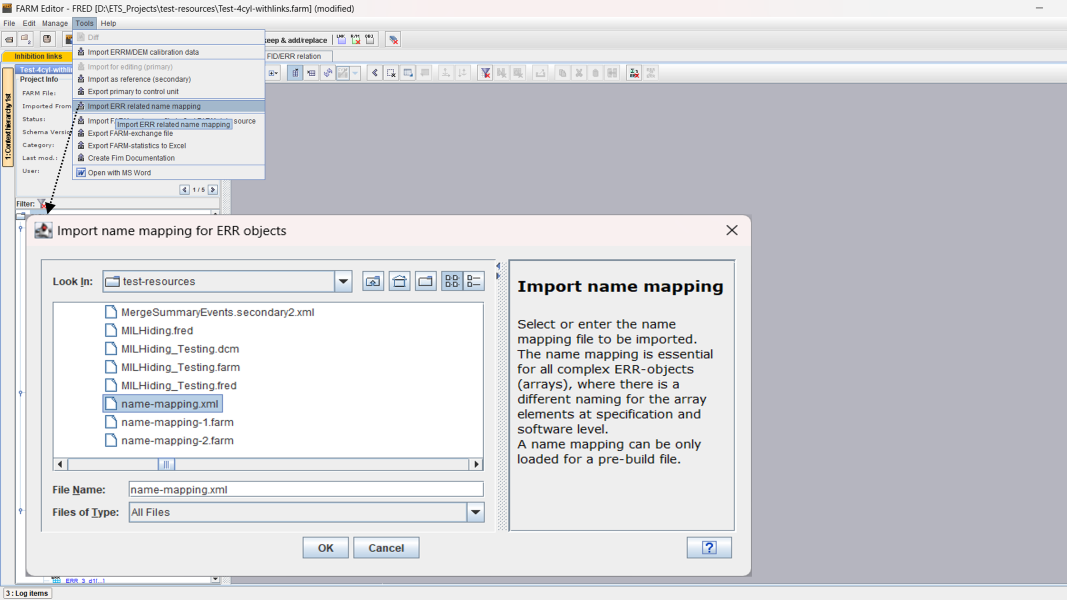 FARM Editor - FRED [D:\ETS_Projects\test-resources\Test-4cyl-withlinks.farm] (modified)
File Edit Manage Tools Help
Diff
eep & add/replace
Import ERRM/DEM calibration data
Inhibition links
FID/ERR relation
Import for editing (primary)
Test-4cyl-withlin
Project Info
Import as reference (secondary)
FARM File:
Export primary to control unit
Imported From
Import ERR related name mapping
Status:
Import F
source
Import ERR related name mapping
Schema Versio
Export FARM-exchange file
Category:
Export FARM-statistics to Excel
Last mod.:
Create Fim Documentation
User:
Open with MS Word
1: Context hierarchy list
1 / 5
Filter:
Import name mapping for ERR objects
Look In:
test-resources
MergeSummaryEvents.secondary2.xml
MILHiding.fred
MILHiding_Testing.dcm
MILHiding_Testing.farm
MILHiding_Testing.fred
name-mapping.xml
name-mapping-1.farm
name-mapping-2.farm
File Name:
name-mapping.xml
Files of Type:
All Files
OK
Cancel
Import name mapping
Select or enter the name
mapping file to be imported.
The name mapping is essential
for all complex ERR-objects
(arrays), where there is a
different naming for the array
elements at specification and
software level.
A name mapping can be only
loaded for a pre-build file.
?
3 : Log items